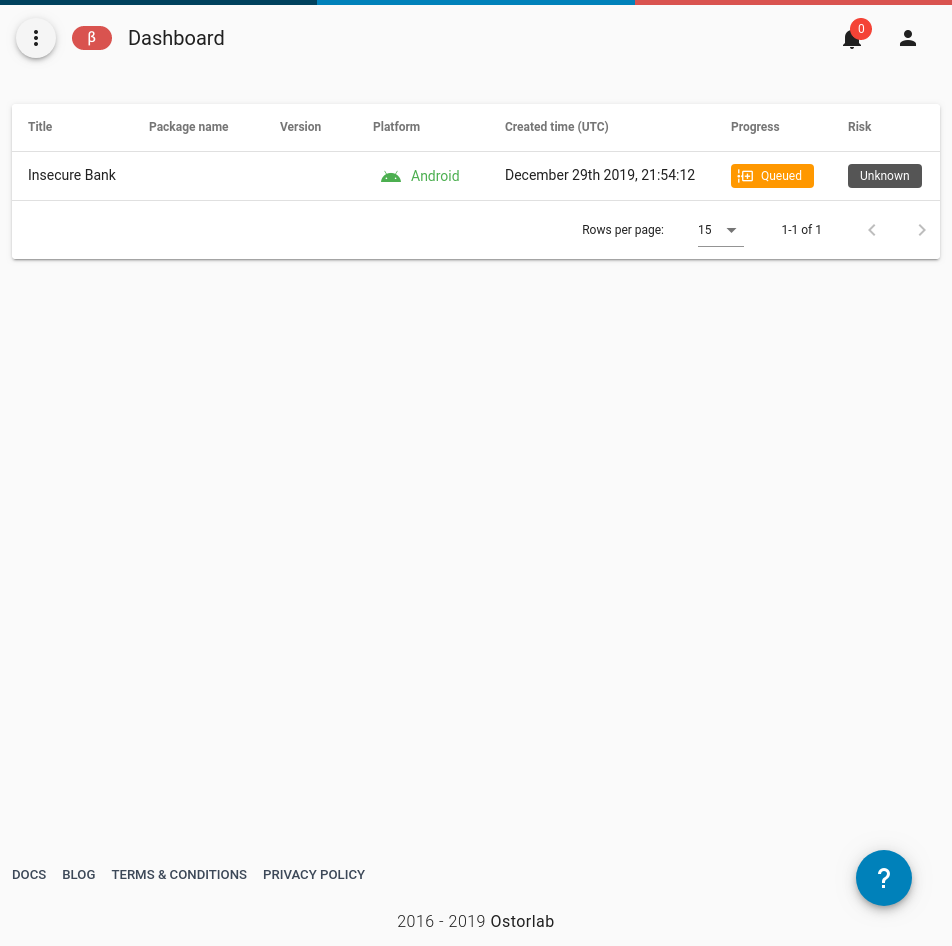 β Dashboard 0
Title Package name Version Platform Created time (UTC) Progress Risk
Insecure Bank Android December 29th 2019, 21:54:12 Queued Unknown
Rows per page: 15 1-1 of 1
DOCS BLOG TERMS & CONDITIONS PRIVACY POLICY
?
2016 - 2019 Ostorlab